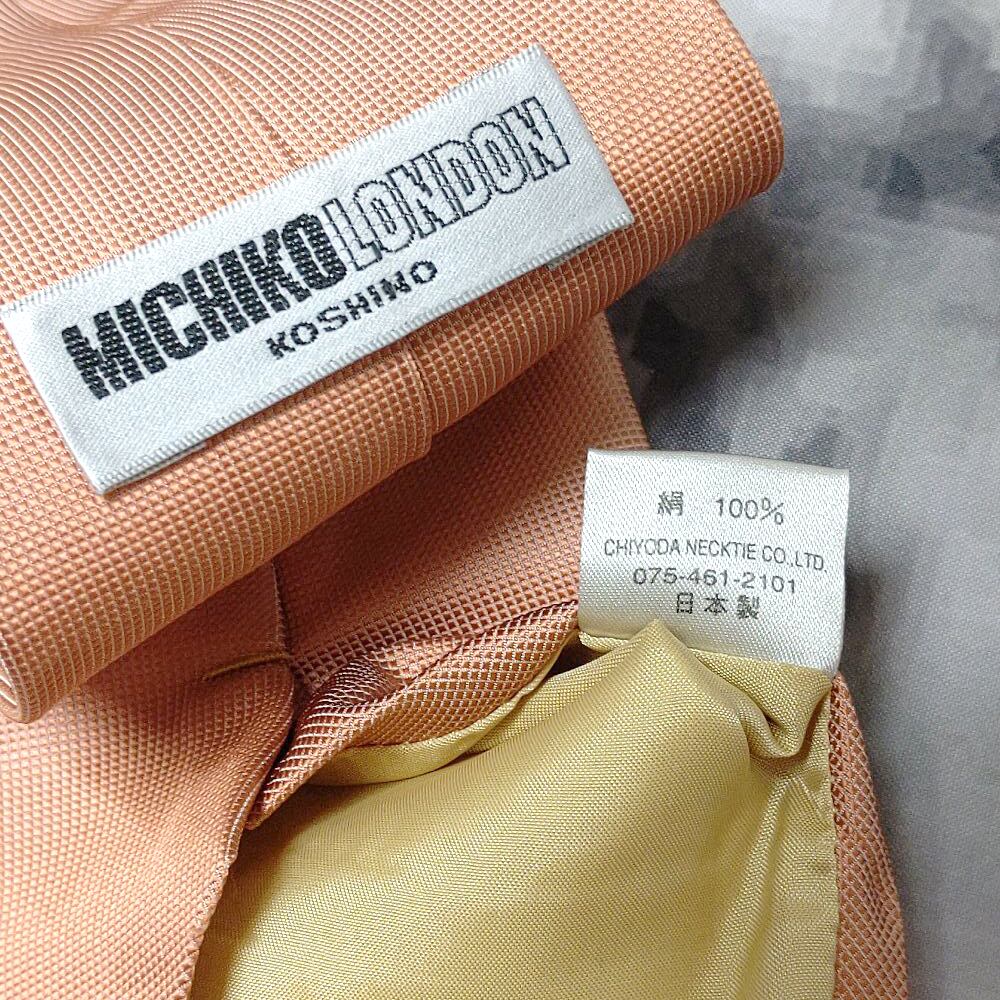 MICHIKO LONDON
KOSHINO
絹 100%
CHIYODA NECKTIE CO.,LTD.
075-461-2101
日本製